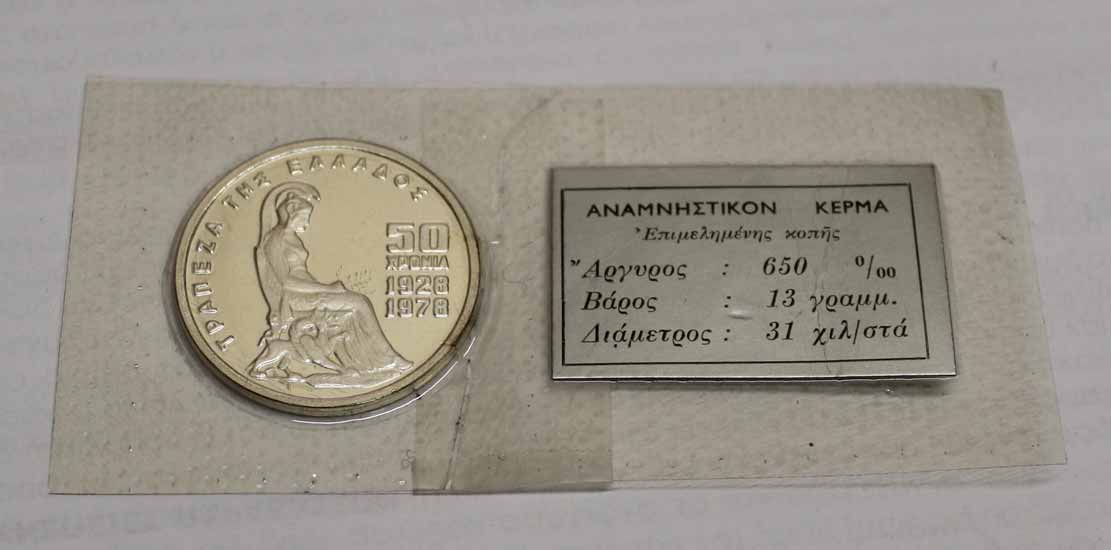 ΤΡΑΠΕΖΑ ΤΗΣ ΕΛΛΑΔΟΣ
50
ΧΡΟΝΙΑ
1928
1978
ΑΝΑΜΝΗΣΤΙΚΟΝ ΚΕΡΜΑ
Ἐπιμελημένης κοπῆς
Ἄργυρος : 650 ⁰/₀₀
Βάρος : 13 γραμμ.
Διάμετρος : 31 χιλ/στά